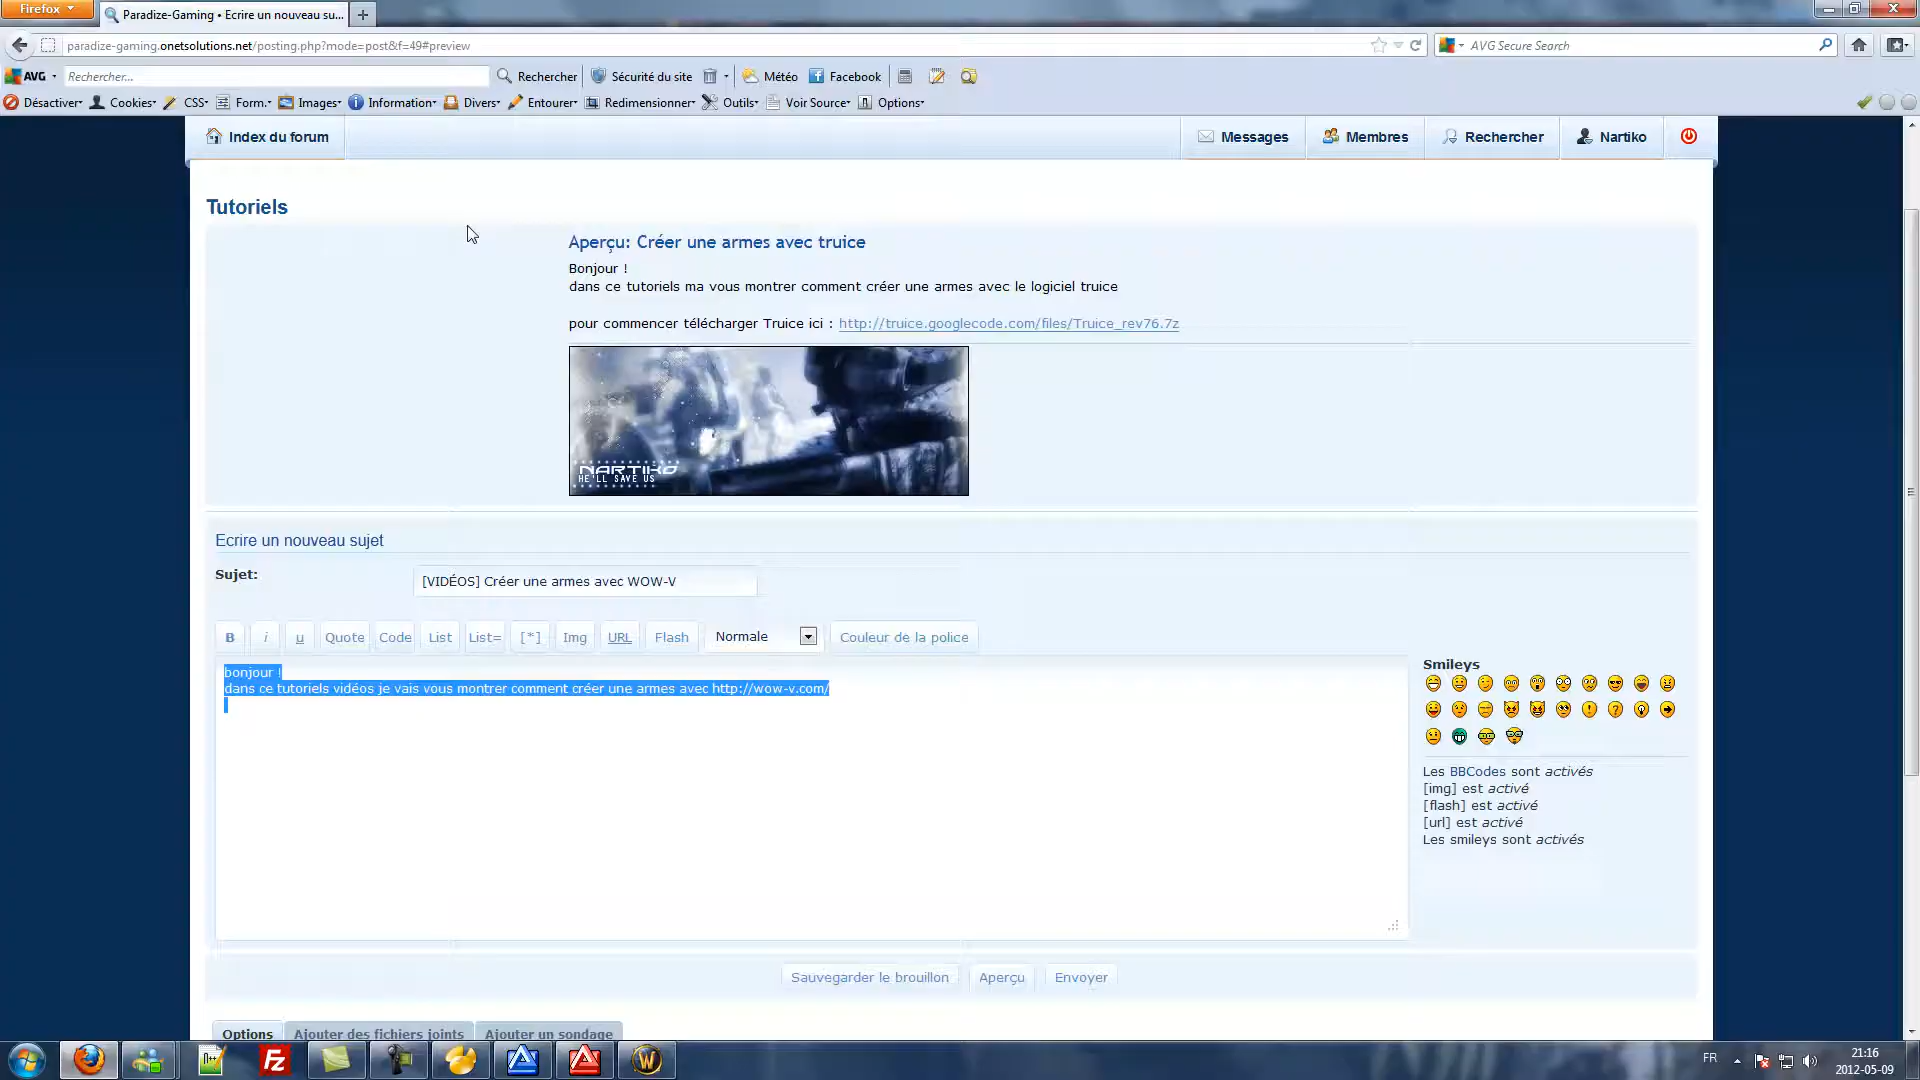 Firefox
Paradize-Gaming • Ecrire un nouveau su...
paradize-gaming.onetsolutions.net/posting.php?mode=post&f=49#preview
AVG Secure Search
AVG
Rechercher...
Rechercher
Sécurité du site
Météo
Facebook
Désactiver
Cookies
CSS
Form.
Images
Information
Divers
Entourer
Redimensionner
Outils
Voir Source
Options
Index du forum
Messages
Membres
Rechercher
Nartiko
Tutoriels
Aperçu: Créer une armes avec truice
Bonjour !
dans ce tutoriels ma vous montrer comment créer une armes avec le logiciel truice
pour commencer télécharger Truice ici : http://truice.googlecode.com/files/Truice_rev76.7z
NARTIKO
HE'LL SAVE US
Ecrire un nouveau sujet
Sujet:
[VIDÉOS] Créer une armes avec WOW-V
B
i
u
Quote
Code
List
List=
[*]
Img
URL
Flash
Normale
Couleur de la police
bonjour !
dans ce tutoriels vidéos je vais vous montrer comment créer une armes avec http://wow-v.com/
Smileys
Les BBCodes sont activés
[img] est activé
[flash] est activé
[url] est activé
Les smileys sont activés
Sauvegarder le brouillon
Aperçu
Envoyer
Options
Ajouter des fichiers joints
Ajouter un sondage
FR
21:16
2012-05-09